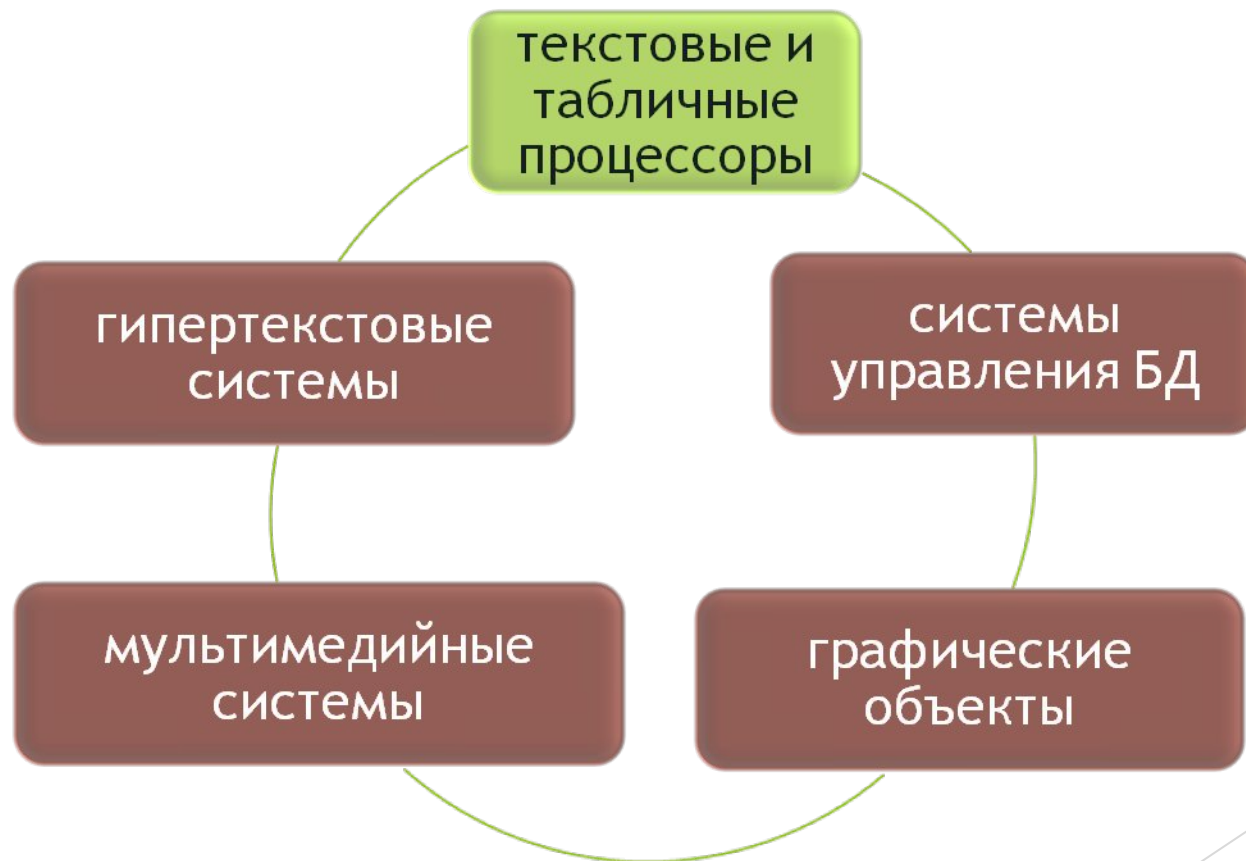 текстовые и
табличные
процессоры
гипертекстовые
системы
системы
управления БД
мультимедийные
системы
графические
объекты